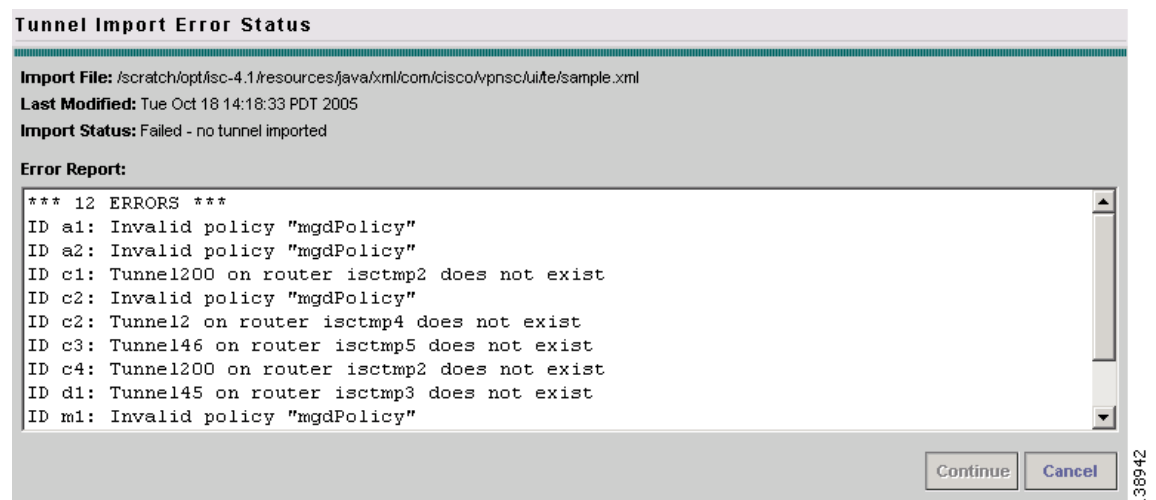 Tunnel Import Error Status
Import File: /scratch/opt/isc-4.1/resources/java/xml/com/cisco/vpnsc/ui/te/sample.xml
Last Modified: Tue Oct 18 14:18:33 PDT 2005
Import Status: Failed - no tunnel imported
Error Report:
*** 12 ERRORS ***
ID a1: Invalid policy "mgdPolicy"
ID a2: Invalid policy "mgdPolicy"
ID c1: Tunnel200 on router isctmp2 does not exist
ID c2: Invalid policy "mgdPolicy"
ID c2: Tunnel2 on router isctmp4 does not exist
ID c3: Tunnel46 on router isctmp5 does not exist
ID c4: Tunnel200 on router isctmp2 does not exist
ID d1: Tunnel45 on router isctmp3 does not exist
ID m1: Invalid policy "mgdPolicy"
Continue Cancel
38942